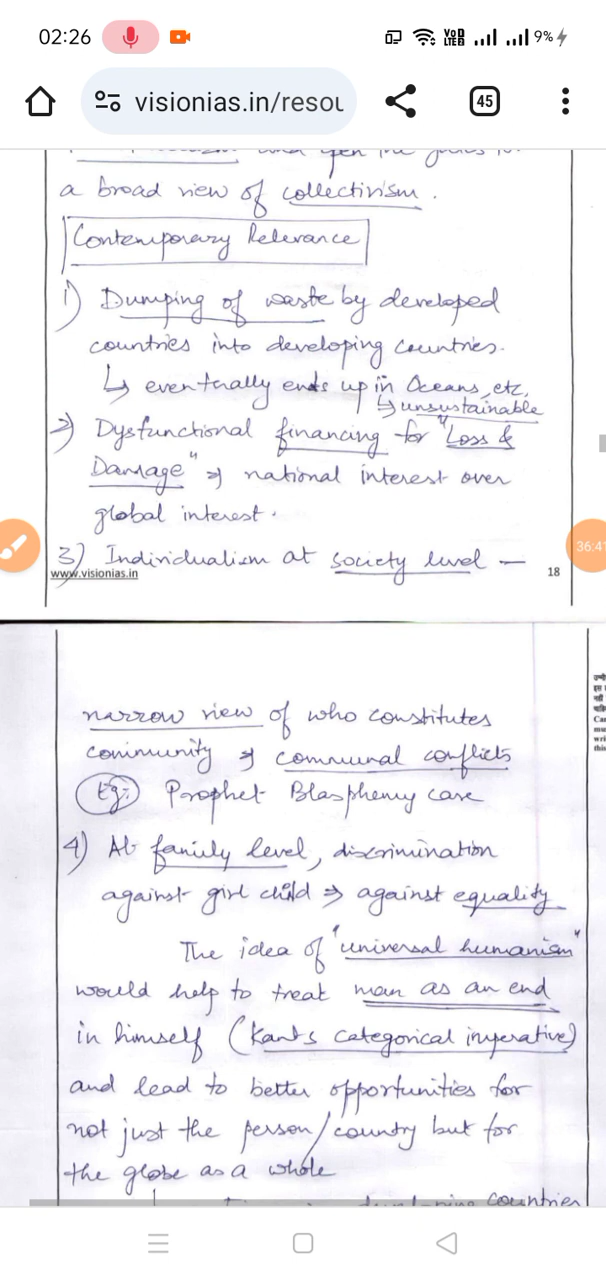 02:26
VoD LTE 9%
visionias.in/resou
45
a broad view of collectivism.
Contemporary Relevance
1) Dumping of waste by developed
countries into developing countries.
↳ eventually ends up in Oceans, etc.
↳ unsustainable
2) Dysfunctional financing for "Loss &
Damage" ⇒ national interest over
global interest.
36:41
3) Individualism at society level —
www.visionias.in
18
narrow view of who constitutes
community ⇒ communal conflicts
Eg:) Prophet Blasphemy case
4) At family level, discrimination
against girl child ⇒ against equality
The idea of "universal humanism"
would help to treat man as an end
in himself (Kant's categorical imperative)
and lead to better opportunities for
not just the person/country but for
the globe as a whole
countries